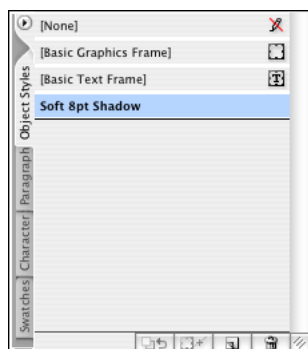 [None]
[Basic Graphics Frame]
[Basic Text Frame]
Soft 8pt Shadow
Object Styles
Paragraph
Character
Swatches